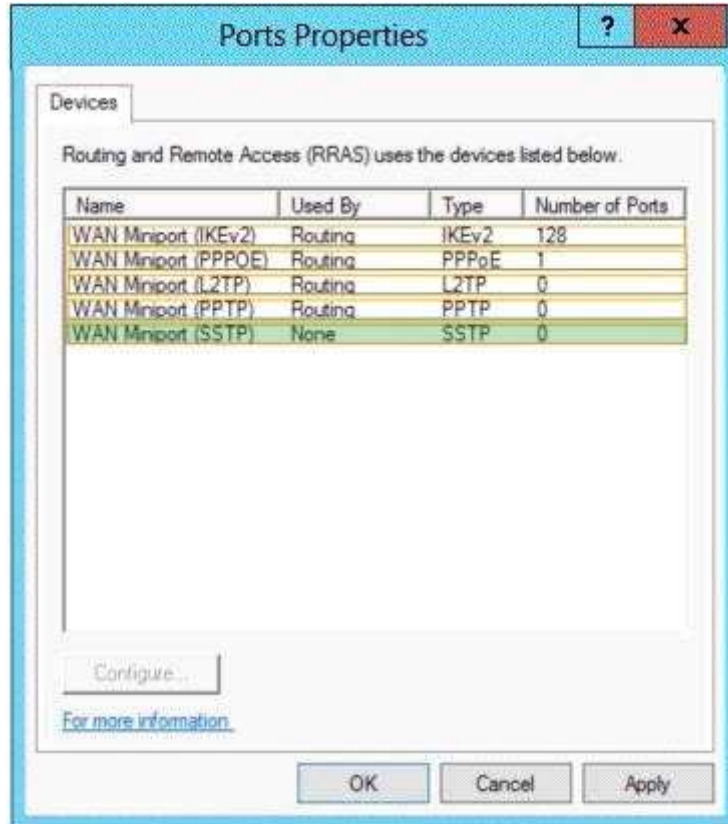 Ports Properties
? x
Devices
Routing and Remote Access (RRAS) uses the devices listed below.
Name Used By Type Number of Ports
WAN Miniport (IKEv2) Routing IKEv2 128
WAN Miniport (PPPOE) Routing PPPoE 1
WAN Miniport (L2TP) Routing L2TP 0
WAN Miniport (PPTP) Routing PPTP 0
WAN Miniport (SSTP) None SSTP 0
Configure...
For more information.
OK Cancel Apply